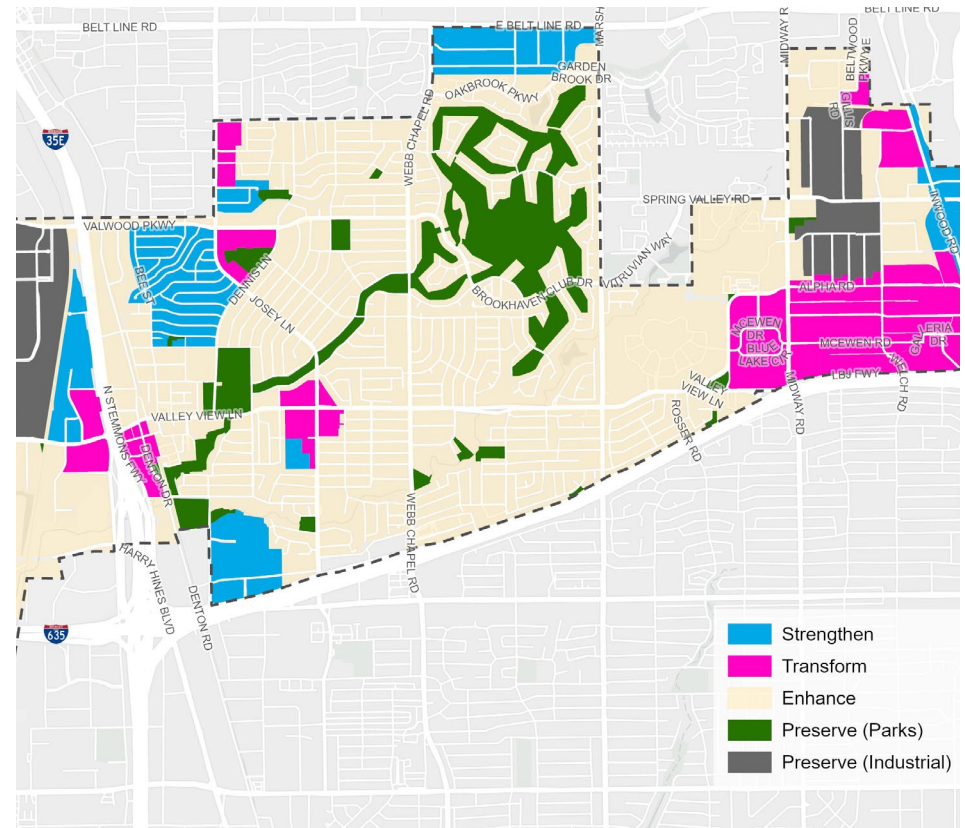 BELT LINE RD
E BELT LINE RD
MARSH
MIDWAY R
BELT LINE RD
BELTWOOD
PKWY E
GARDEN
BROOK DR
OAKBROOK PKWY
GILLIS
RD
35E
WEBB CHAPEL RD
SPRING VALLEY RD
INWOOD RD
VALWOOD PKWY
VITRUVIAN WAY
BEE ST
DENNIS LN
JOSEY LN
BROOKHAVEN CLUB DR
ALPHA RD
MCEWEN
DR
BLUE
LAKE CIR
MCEWEN RD
GALLERIA
DR
WELCH RD
LBJ FWY
VALLEY
VIEW LN
MIDWAY RD
ROSSER RD
N STEMMONS FWY
VALLEY VIEW LN
DENTON DR
WEBB CHAPEL RD
HARRY HINES BLVD
DENTON RD
635
Strengthen
Transform
Enhance
Preserve (Parks)
Preserve (Industrial)